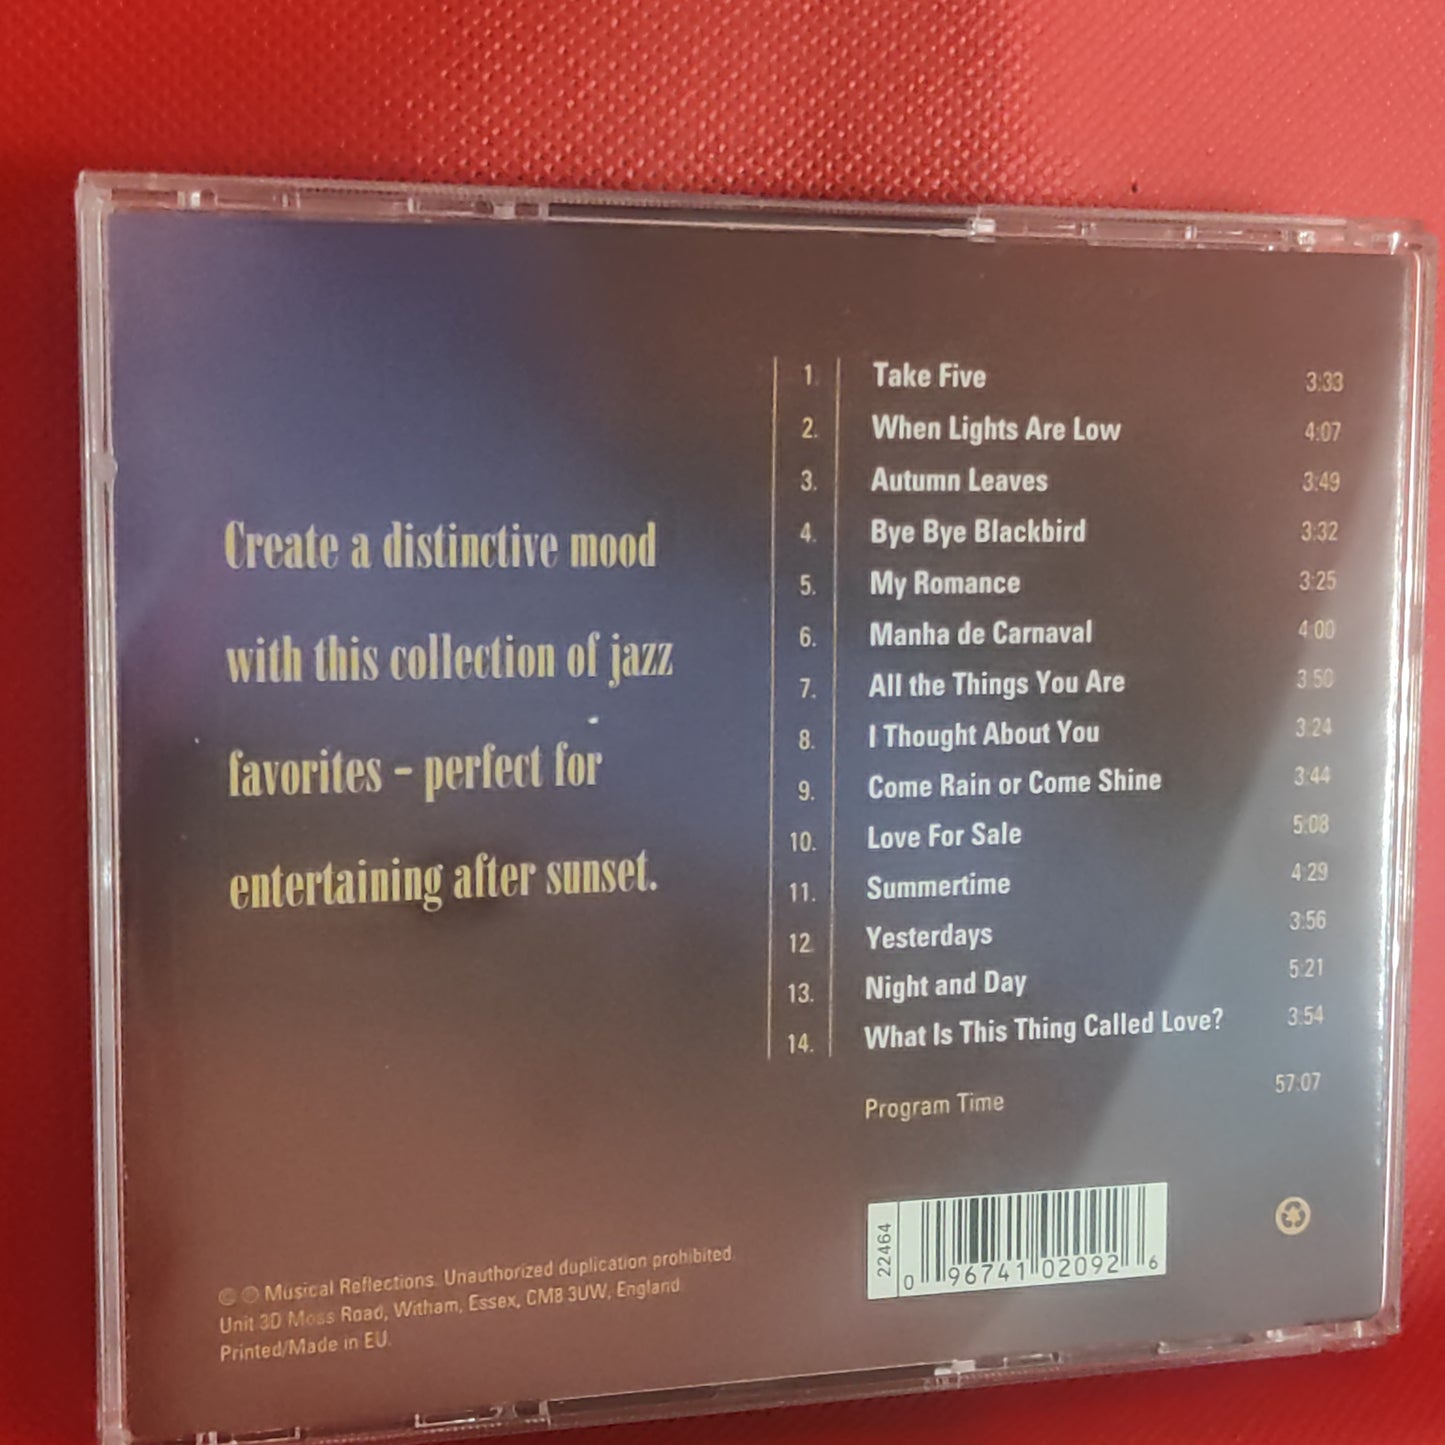 Create a distinctive mood
with this collection of jazz
favorites - perfect for
entertaining after sunset.
1. Take Five 3:33
2. When Lights Are Low 4:07
3. Autumn Leaves 3:49
4. Bye Bye Blackbird 3:32
5. My Romance 3:25
6. Manha de Carnaval 4:00
7. All the Things You Are 3:50
8. I Thought About You 3:24
9. Come Rain or Come Shine 3:44
10. Love For Sale 5:08
11. Summertime 4:29
12. Yesterdays 3:56
13. Night and Day 5:21
14. What Is This Thing Called Love? 3:54
Program Time 57:07
© ℗ Musical Reflections. Unauthorized duplication prohibited.
Unit 3D Moss Road, Witham, Essex, CM8 3UW, England.
Printed/Made in EU.
22464
0 96741 02092 6